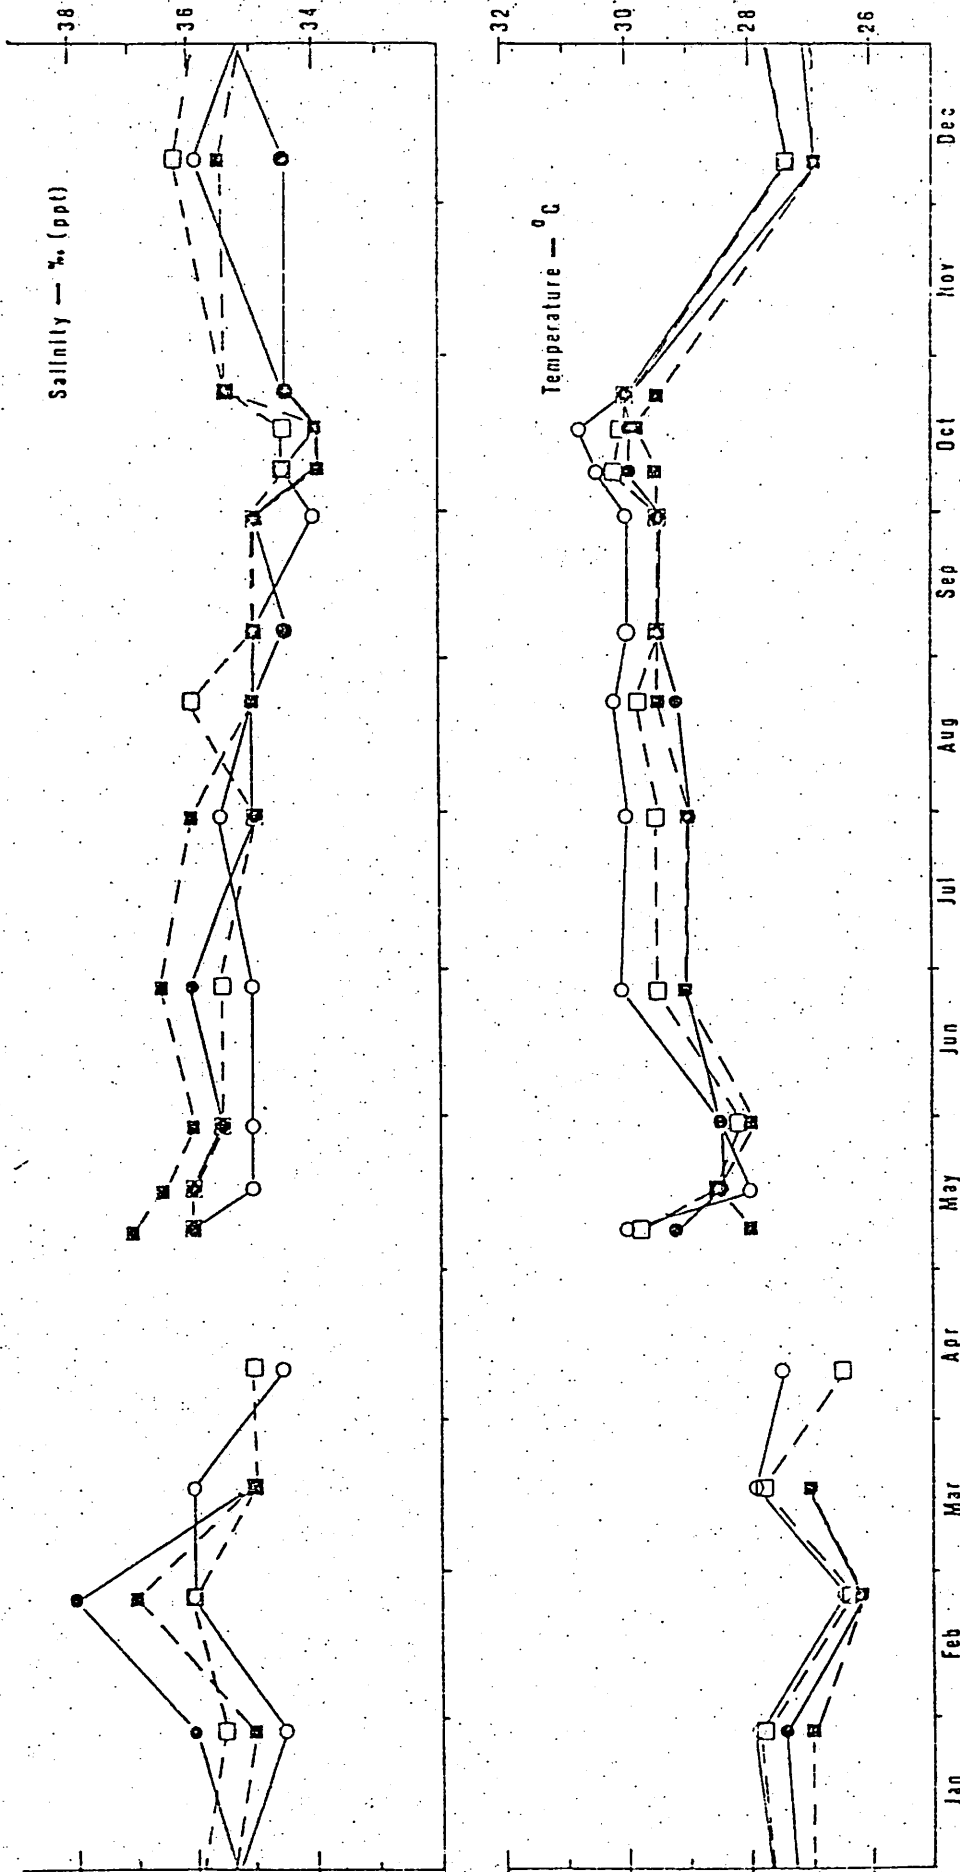 38
36
34
Salinity — ‰ (ppt)
32
30
28
26
Temperature — ⁰C
Jan
Feb
Mar
Apr
May
Jun
Jul
Aug
Sep
Oct
Nov
Dec